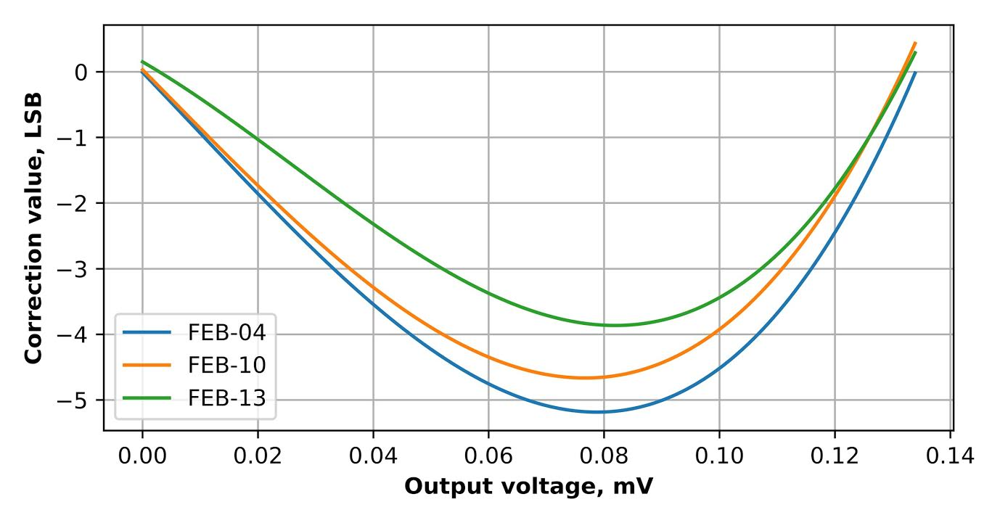 Correction value, LSB
0
−1
−2
−3
−4
−5
FEB-04
FEB-10
FEB-13
0.00 0.02 0.04 0.06 0.08 0.10 0.12 0.14
Output voltage, mV